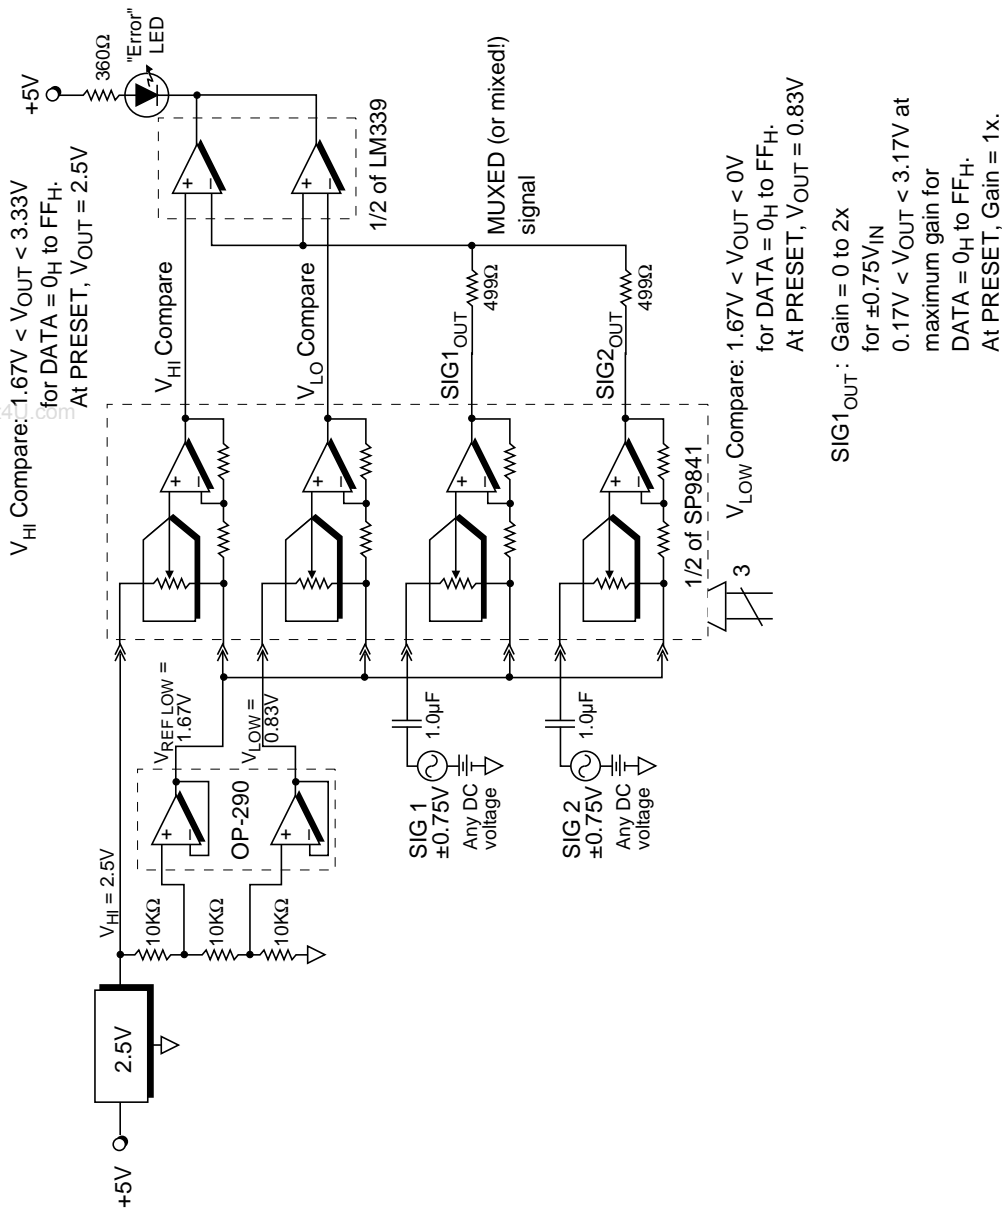 +5V
2.5V
V_HI = 2.5V
10KΩ
10KΩ
10KΩ
OP-290
V_REF LOW =
1.67V
V_LOW =
0.83V
SIG 1
±0.75V
Any DC
voltage
1.0µF
SIG 2
±0.75V
Any DC
voltage
1.0µF
V_HI Compare: 1.67V < V_OUT < 3.33V
for DATA = 0_H to FF_H.
At PRESET, V_OUT = 2.5V
4U.com
1/2 of SP9841
3
V_HI Compare
V_LO Compare
SIG1_OUT
499Ω
SIG2_OUT
499Ω
+
–
+
–
+
–
+
–
+
–
+
–
+
–
+
–
1/2 of LM339
+5V
360Ω
"Error"
LED
MUXED (or mixed!)
signal
V_LOW Compare: 1.67V < V_OUT < 0V
for DATA = 0_H to FF_H.
At PRESET, V_OUT = 0.83V
SIG1_OUT : Gain = 0 to 2x
for ±0.75V_IN
0.17V < V_OUT < 3.17V at
maximum gain for
DATA = 0_H to FF_H.
At PRESET, Gain = 1x.